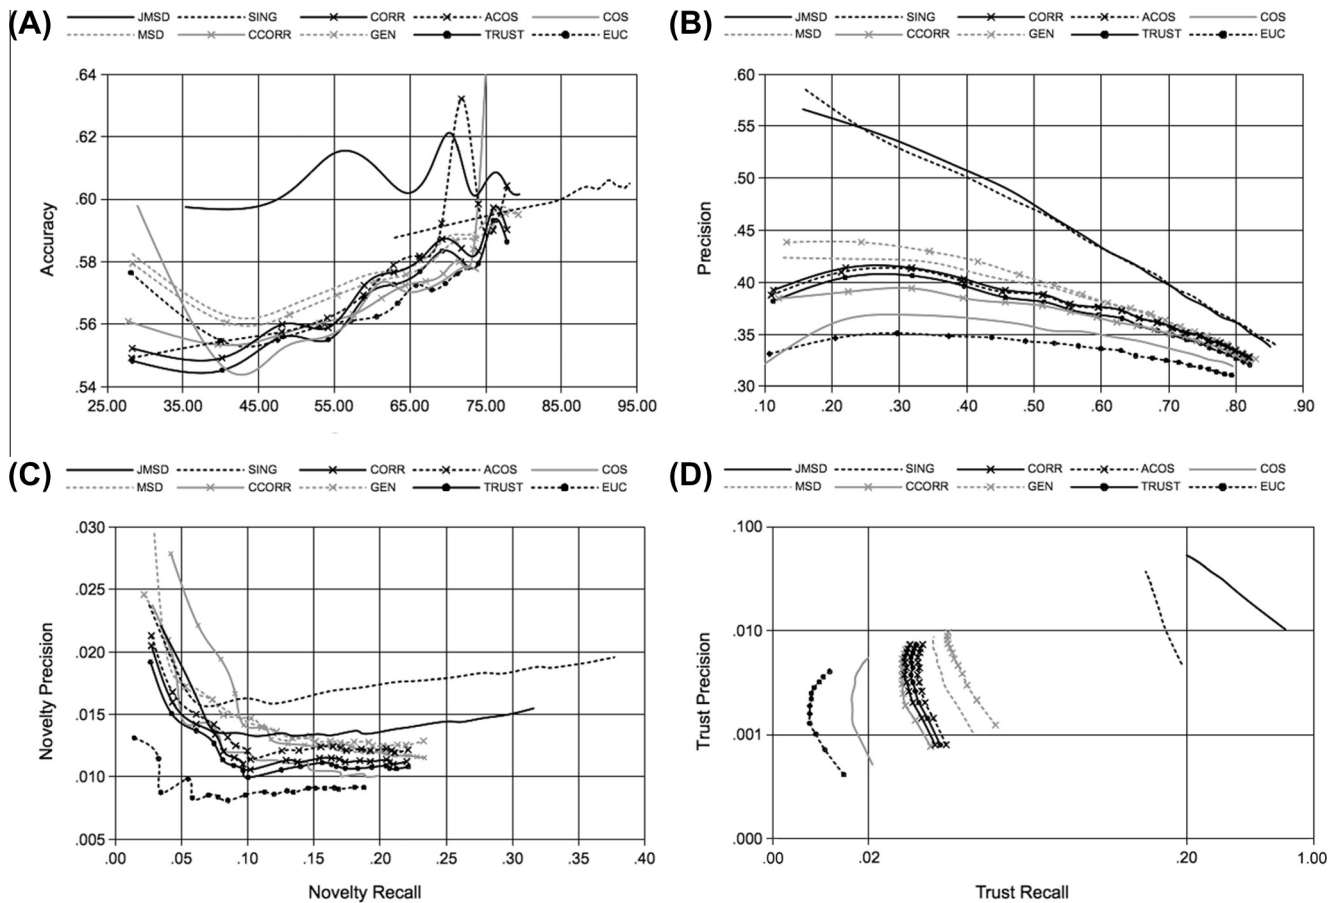 (A)
JMSD SING CORR ACOS COS
MSD CCORR GEN TRUST EUC
.64
.62
.60
.58
.56
.54
Accuracy
25.00 35.00 45.00 55.00 65.00 75.00 85.00 95.00
(B)
JMSD SING CORR ACOS COS
MSD CCORR GEN TRUST EUC
.60
.55
.50
.45
.40
.35
.30
Precision
.10 .20 .30 .40 .50 .60 .70 .80 .90
(C)
JMSD SING CORR ACOS COS
MSD CCORR GEN TRUST EUC
.030
.025
.020
.015
.010
.005
Novelty Precision
.00 .05 .10 .15 .20 .25 .30 .35 .40
Novelty Recall
(D)
JMSD SING CORR ACOS COS
MSD CCORR GEN TRUST EUC
.100
.010
.001
.000
Trust Precision
.00 .02 .20 1.00
Trust Recall